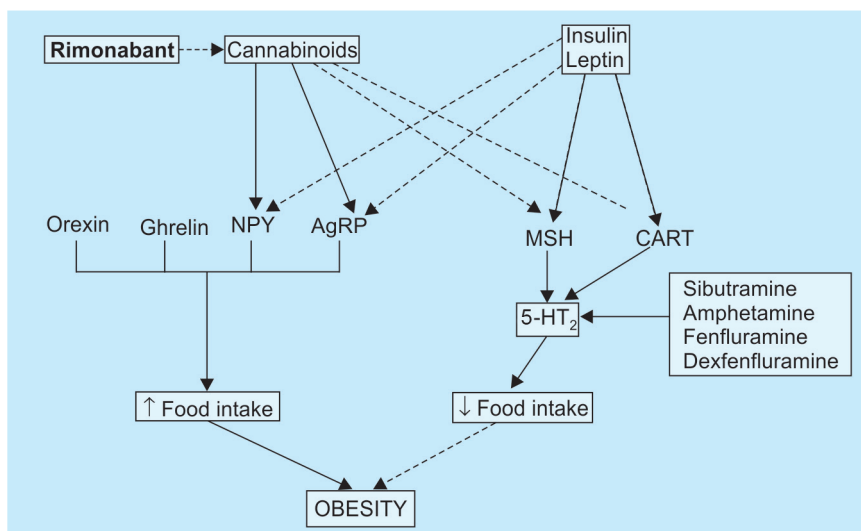 Rimonabant
Cannabinoids
Insulin
Leptin
Orexin
Ghrelin
NPY
AgRP
MSH
CART
5-HT₂
Sibutramine
Amphetamine
Fenfluramine
Dexfenfluramine
↑ Food intake
↓ Food intake
OBESITY